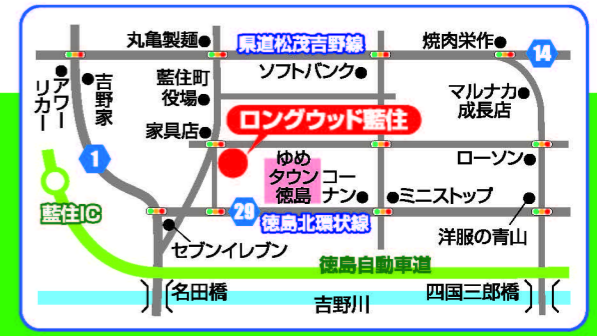 丸亀製麺
県道松茂吉野線
焼肉栄作
14
アワー
リカー
吉野家
藍住町
役場
ソフトバンク
マルナカ
成長店
家具店
ロングウッド藍住
1
ゆめ
タウン
徳島
コー
ナン
ローソン
ミニストップ
藍住IC
29
徳島北環状線
セブンイレブン
洋服の青山
徳島自動車道
名田橋
吉野川
四国三郎橋